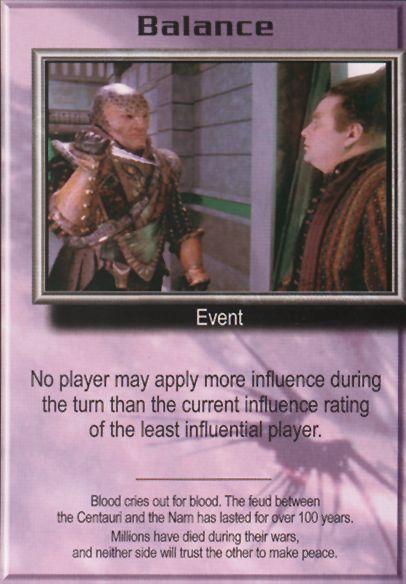 Balance
Event
No player may apply more influence during
the turn than the current influence rating
of the least influential player.
Blood cries out for blood. The feud between
the Centauri and the Narn has lasted for over 100 years.
Millions have died during their wars,
and neither side will trust the other to make peace.